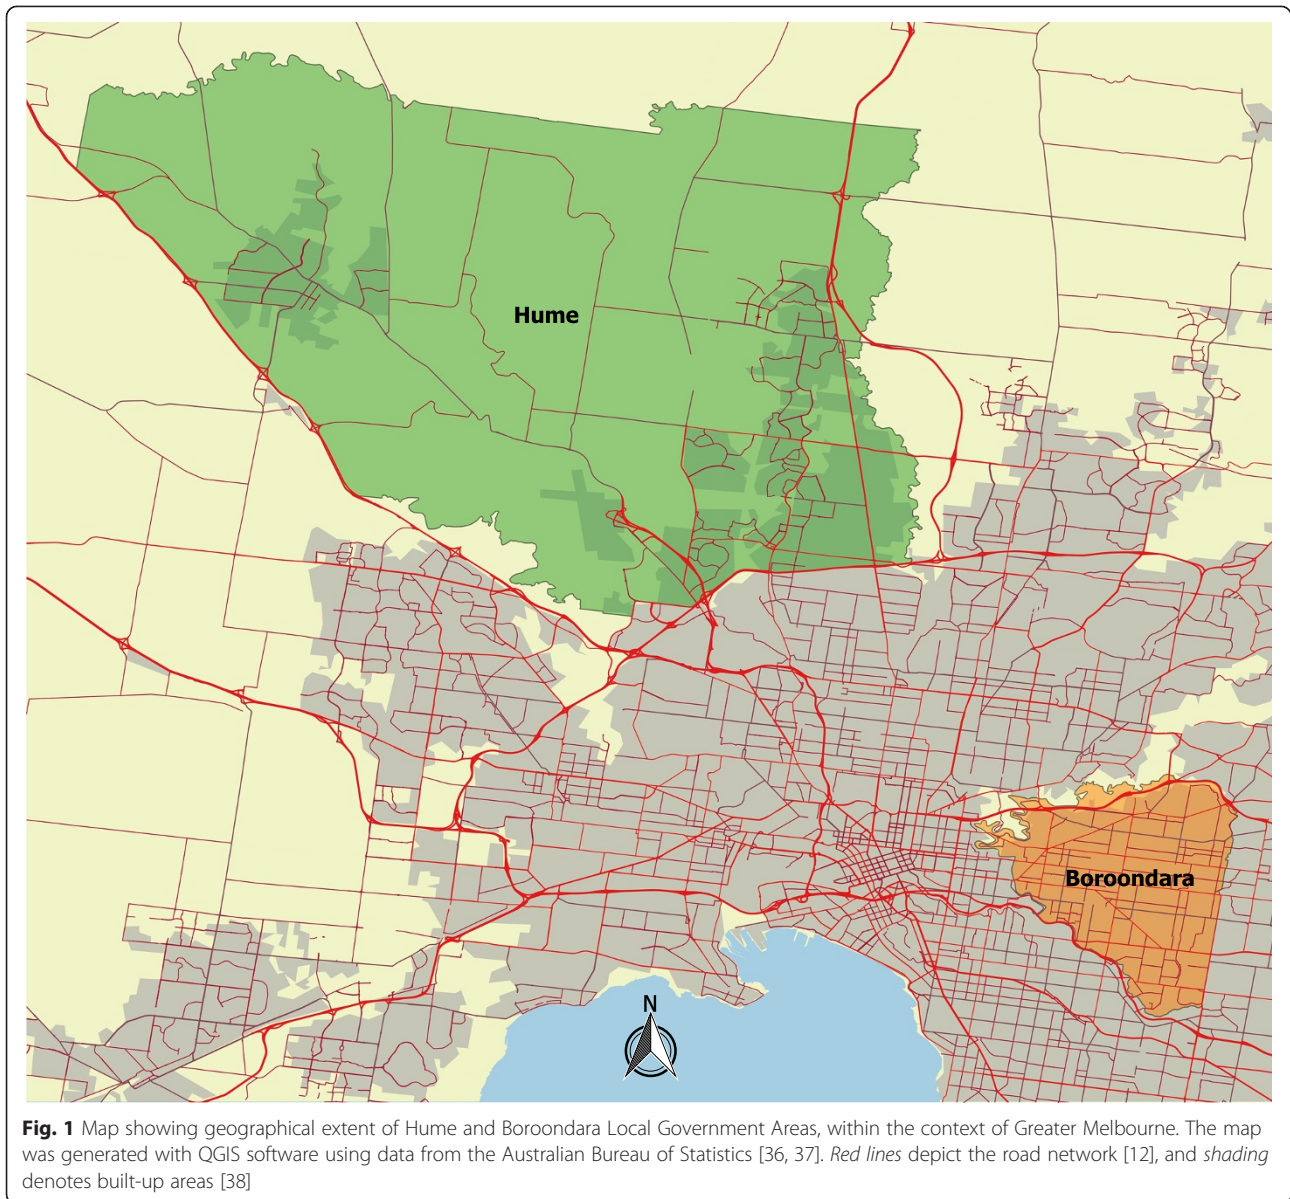 Hume
Boroondara
N
Fig. 1 Map showing geographical extent of Hume and Boroondara Local Government Areas, within the context of Greater Melbourne. The map
was generated with QGIS software using data from the Australian Bureau of Statistics [36, 37]. Red lines depict the road network [12], and shading
denotes built-up areas [38]